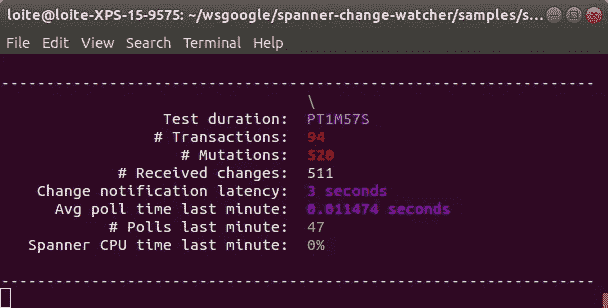 loite@loite-XPS-15-9575: ~/wsgoogle/spanner-change-watcher/samples/s...
File Edit View Search Terminal Help
--------------------------------------------------------------------------
\
Test duration: PT1M57S
# Transactions: 94
# Mutations: 520
# Received changes: 511
Change notification latency: 3 seconds
Avg poll time last minute: 0.011474 seconds
# Polls last minute: 47
Spanner CPU time last minute: 0%
--------------------------------------------------------------------------